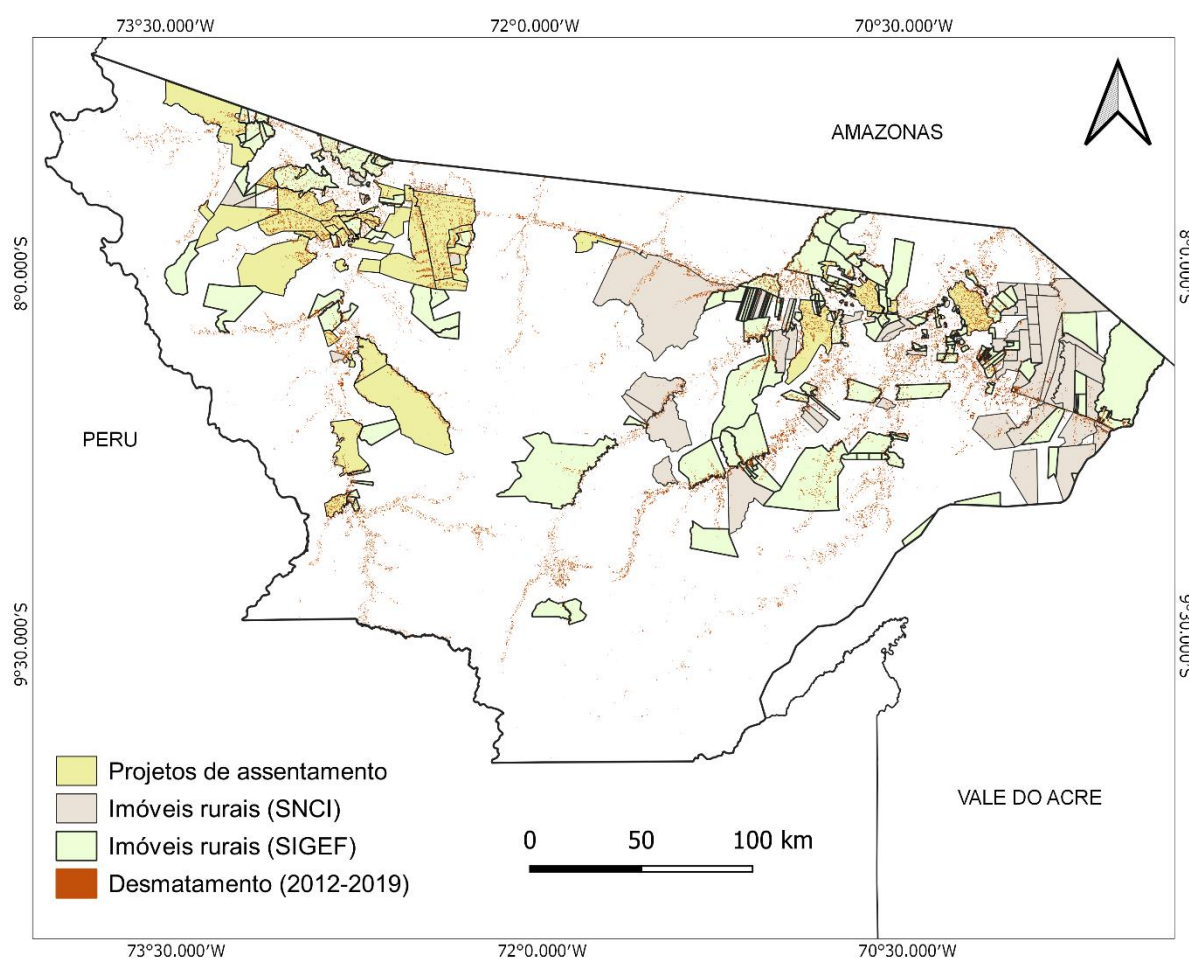 73°30.000'W 72°0.000'W 70°30.000'W
AMAZONAS
8°0.000'S
8°0.000'S
PERU
9°30.000'S
9°30.000'S
Projetos de assentamento
Imóveis rurais (SNCI)
Imóveis rurais (SIGEF)
Desmatamento (2012-2019)
0 50 100 km
VALE DO ACRE
73°30.000'W 72°0.000'W 70°30.000'W